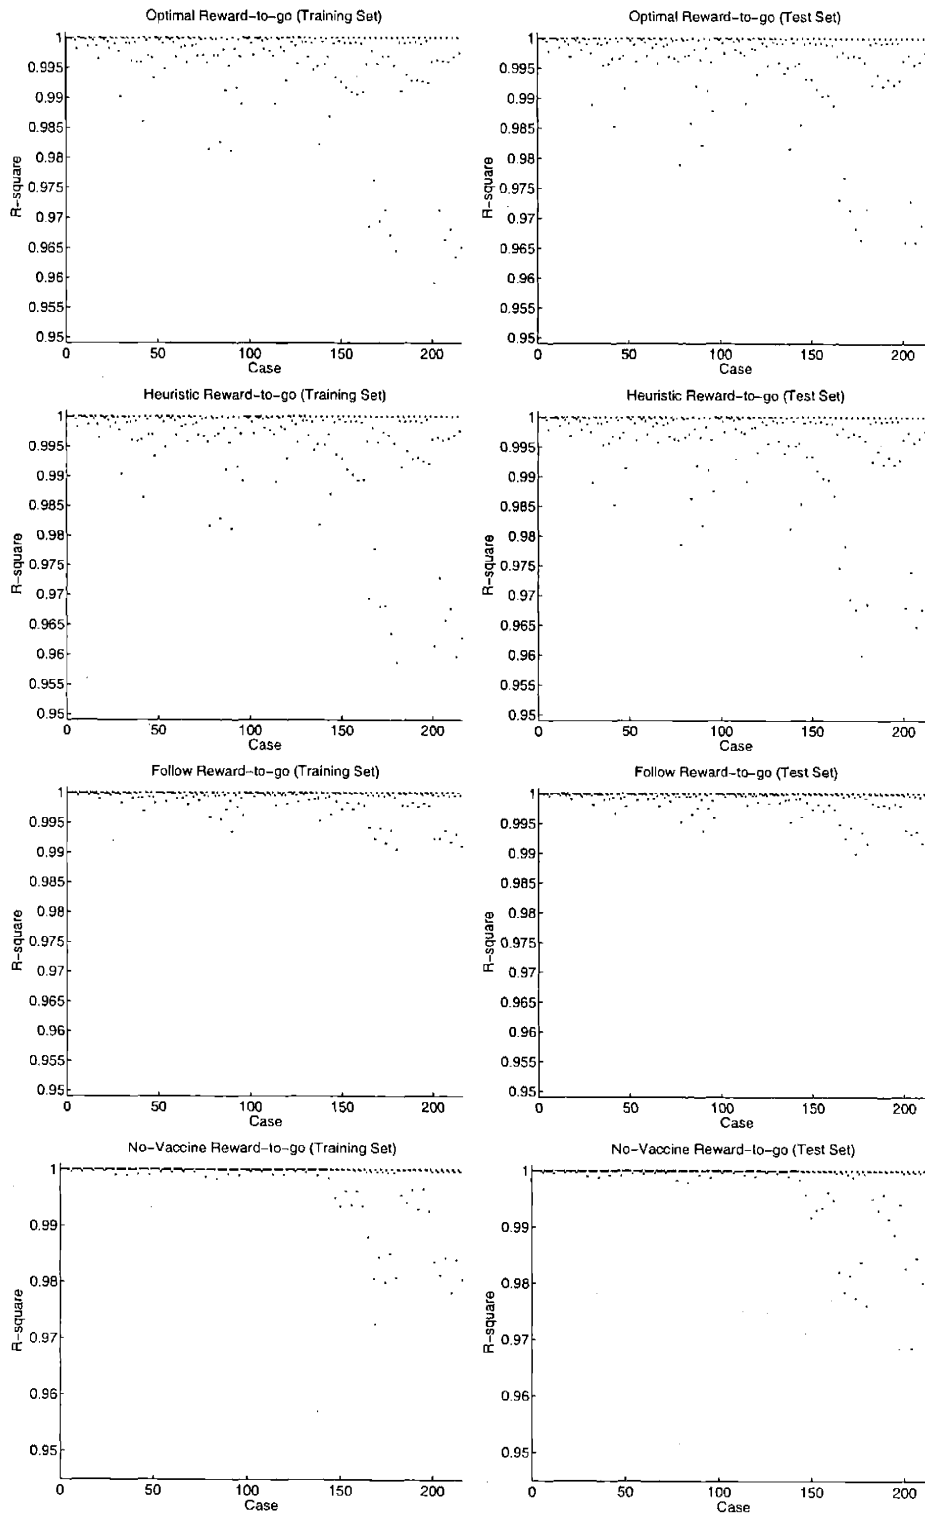 Optimal Reward-to-go (Training Set)
1
0.995
0.99
0.985
0.98
0.975
0.97
0.965
0.96
0.955
0.95
R-square
0 50 100 150 200
Case
Optimal Reward-to-go (Test Set)
1
0.995
0.99
0.985
0.98
0.975
0.97
0.965
0.96
0.955
0.95
R-square
0 50 100 150 200
Case
Heuristic Reward-to-go (Training Set)
1
0.995
0.99
0.985
0.98
0.975
0.97
0.965
0.96
0.955
0.95
R-square
0 50 100 150 200
Case
Heuristic Reward-to-go (Test Set)
1
0.995
0.99
0.985
0.98
0.975
0.97
0.965
0.96
0.955
0.95
R-square
0 50 100 150 200
Case
Follow Reward-to-go (Training Set)
1
0.995
0.99
0.985
0.98
0.975
0.97
0.965
0.96
0.955
0.95
R-square
0 50 100 150 200
Case
Follow Reward-to-go (Test Set)
1
0.995
0.99
0.985
0.98
0.975
0.97
0.965
0.96
0.955
0.95
R-square
0 50 100 150 200
Case
No-Vaccine Reward-to-go (Training Set)
1
0.99
0.98
0.97
0.96
0.95
R-square
0 50 100 150 200
Case
No-Vaccine Reward-to-go (Test Set)
1
0.99
0.98
0.97
0.96
0.95
R-square
0 50 100 150 200
Case